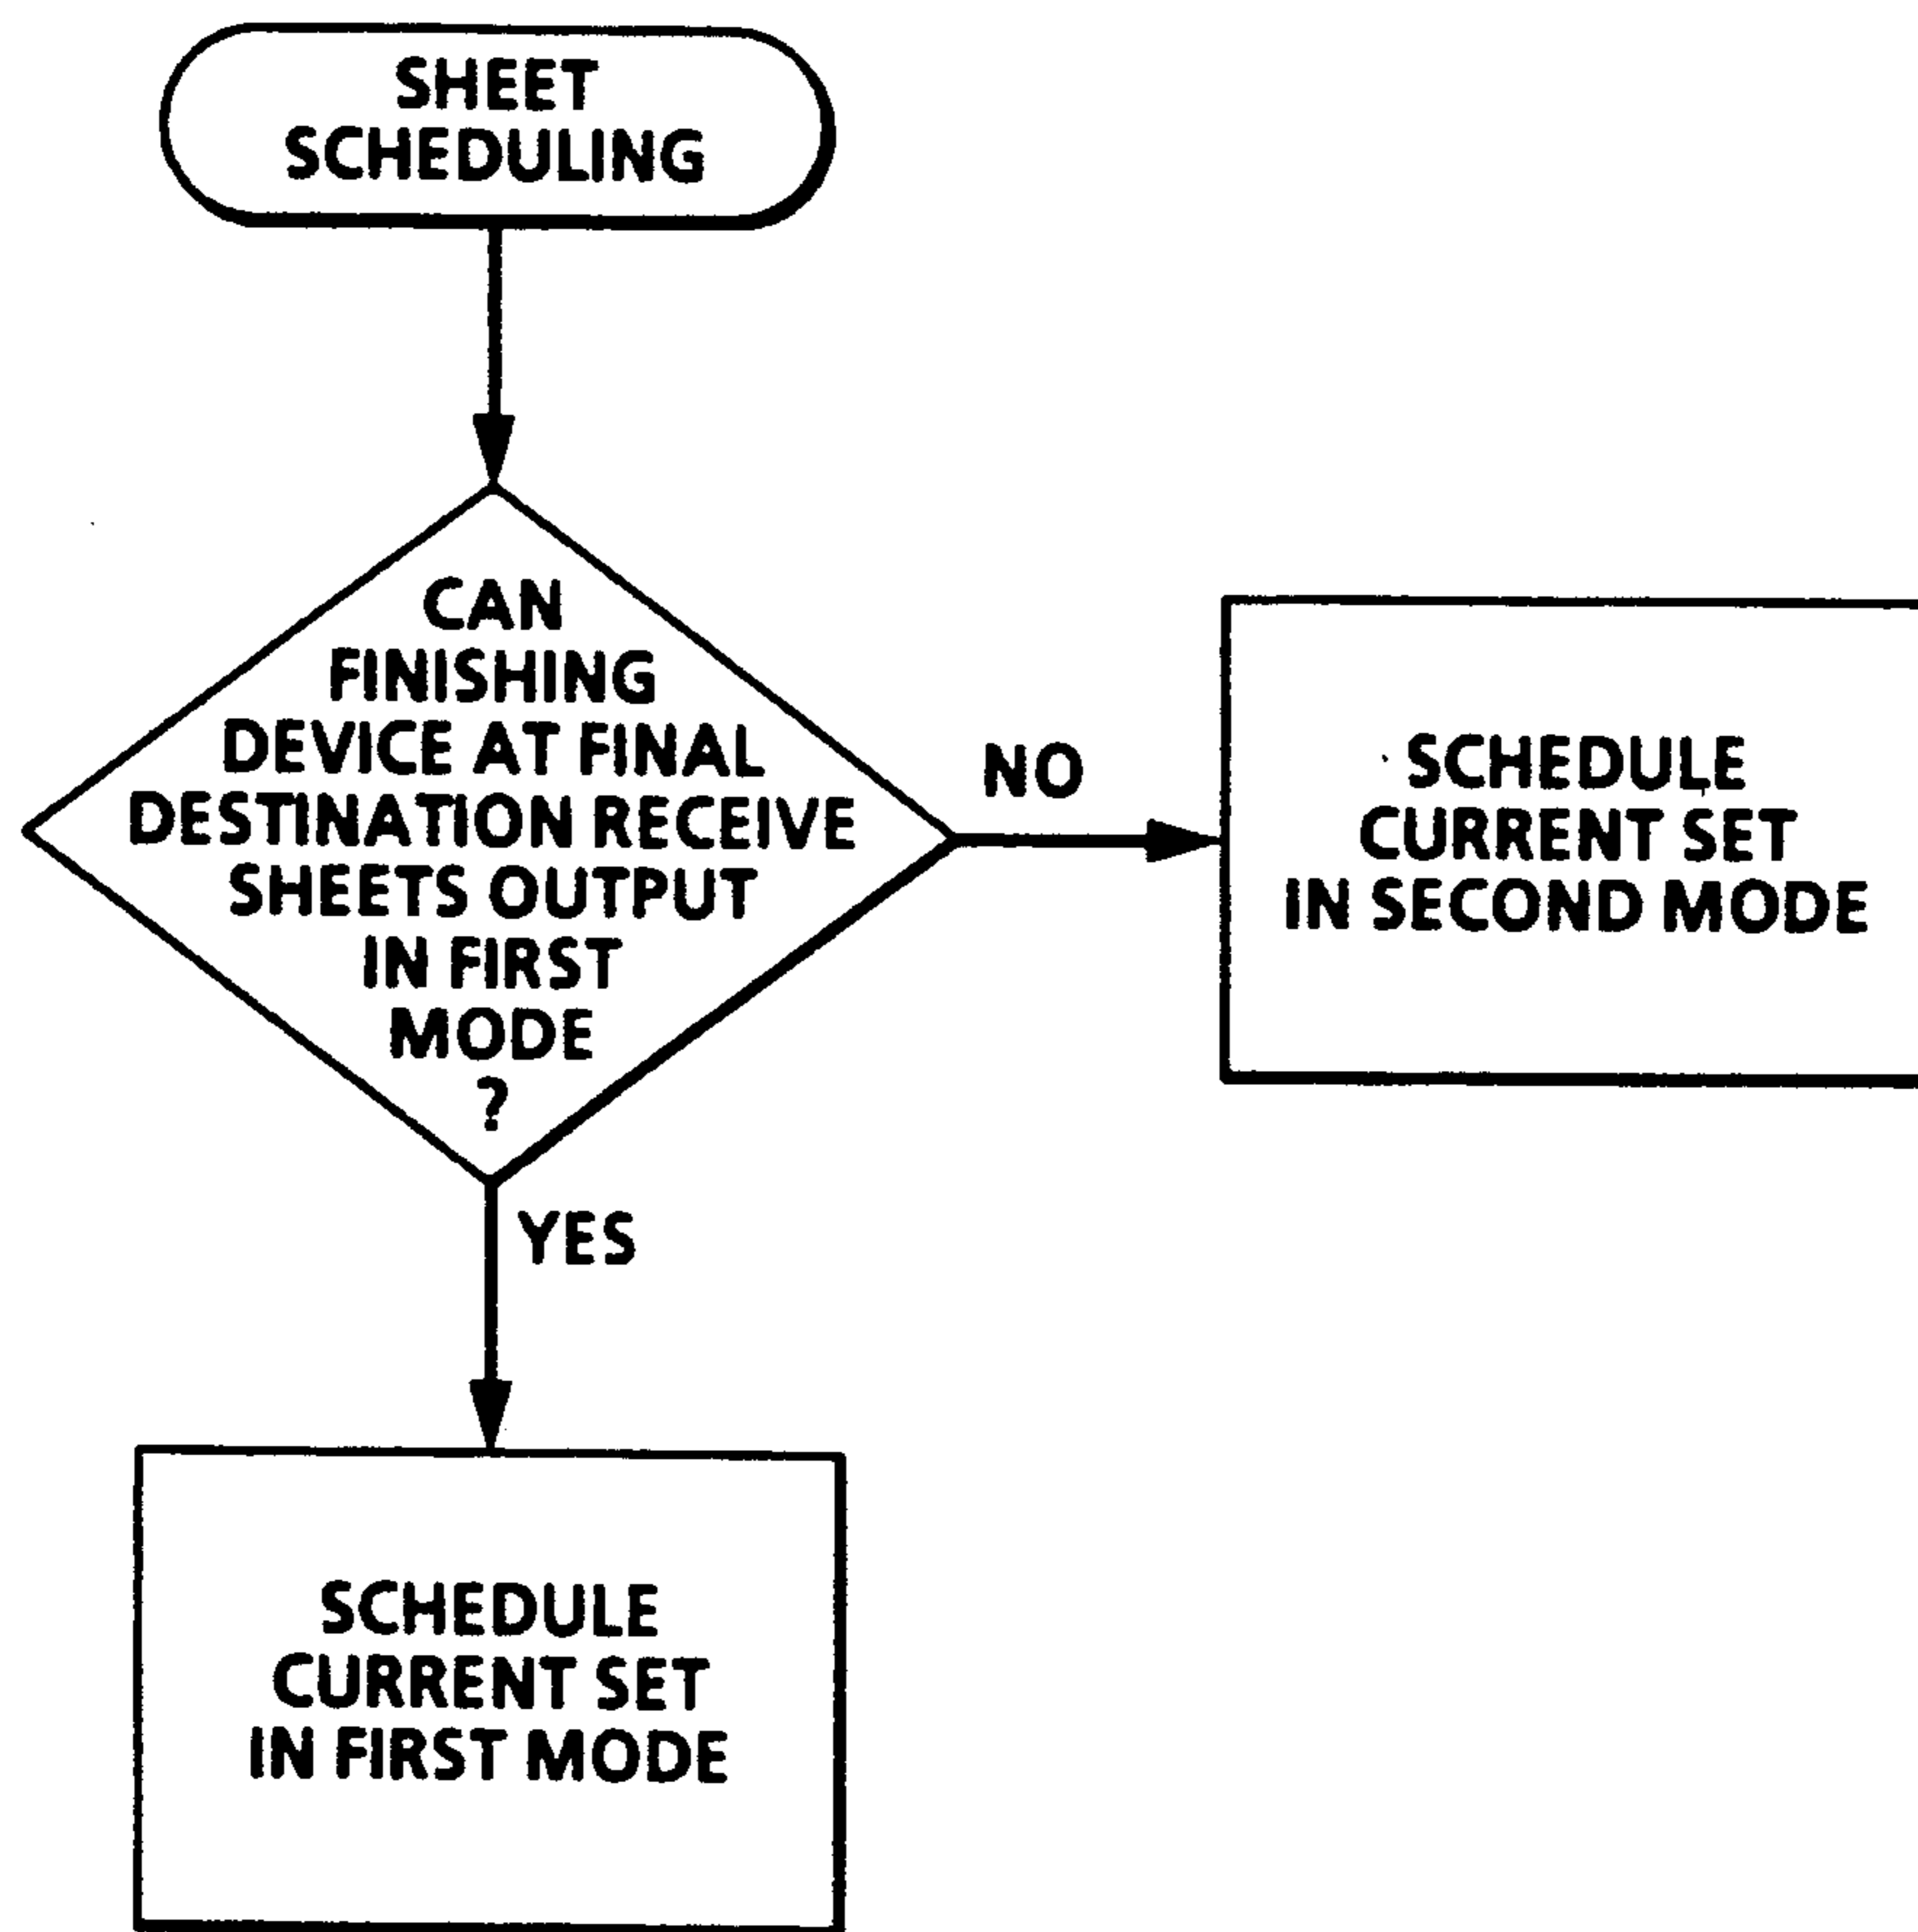 SHEET
SCHEDULING
CAN
FINISHING
DEVICE AT FINAL
DESTINATION RECEIVE
SHEETS OUTPUT
IN FIRST
MODE
?
NO
SCHEDULE
CURRENT SET
IN SECOND MODE
YES
SCHEDULE
CURRENT SET
IN FIRST MODE